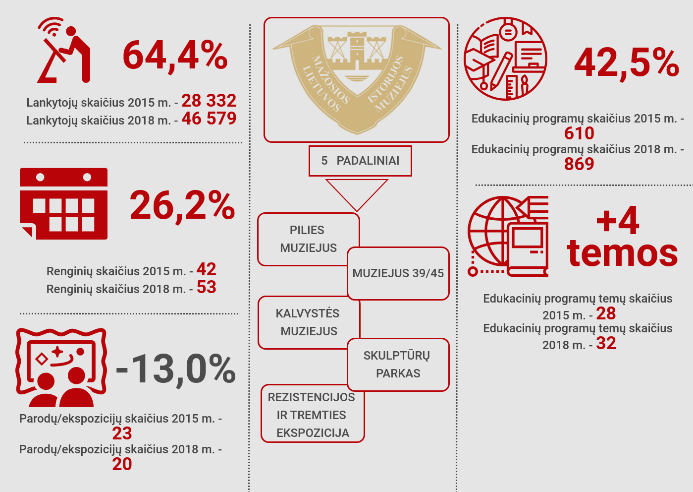 64,4%
Lankytojų skaičius 2015 m. - 28 332
Lankytojų skaičius 2018 m. - 46 579
26,2%
Renginių skaičius 2015 m. - 42
Renginių skaičius 2018 m. - 53
-13,0%
Parodų/ekspozicijų skaičius 2015 m. -
23
Parodų/ekspozicijų skaičius 2018 m. -
20
MAŽOSIOS
LIETUVOS
ISTORIJOS
MUZIEJUS
5 PADALINIAI
PILIES
MUZIEJUS
MUZIEJUS 39/45
KALVYSTĖS
MUZIEJUS
SKULPTŪRŲ
PARKAS
REZISTENCIJOS
IR TREMTIES
EKSPOZICIJA
42,5%
Edukacinių programų skaičius 2015 m. -
610
Edukacinių programų skaičius 2018 m. -
869
+4
temos
Edukacinių programų temų skaičius
2015 m. - 28
Edukacinių programų temų skaičius
2018 m. - 32